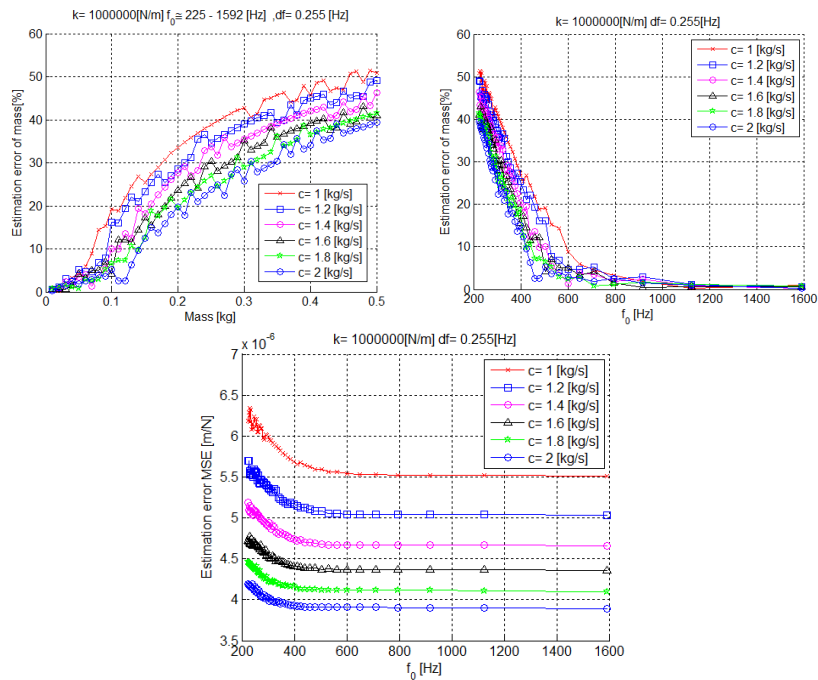 k= 1000000[N/m] f₀≅ 225 - 1592 [Hz] ,df= 0.255 [Hz]
Estimation error of mass[%]
60
50
40
30
20
10
0
0 0.1 0.2 0.3 0.4 0.5
Mass [kg]
c= 1 [kg/s]
c= 1.2 [kg/s]
c= 1.4 [kg/s]
c= 1.6 [kg/s]
c= 1.8 [kg/s]
c= 2 [kg/s]
k= 1000000[N/m] df= 0.255[Hz]
Estimation error of mass[%]
60
50
40
30
20
10
0
200 400 600 800 1000 1200 1400 1600
f₀ [Hz]
c= 1 [kg/s]
c= 1.2 [kg/s]
c= 1.4 [kg/s]
c= 1.6 [kg/s]
c= 1.8 [kg/s]
c= 2 [kg/s]
x 10⁻⁶
k= 1000000[N/m] df= 0.255[Hz]
Estimation error MSE [m/N]
7
6.5
6
5.5
5
4.5
4
3.5
200 400 600 800 1000 1200 1400 1600
f₀ [Hz]
c= 1 [kg/s]
c= 1.2 [kg/s]
c= 1.4 [kg/s]
c= 1.6 [kg/s]
c= 1.8 [kg/s]
c= 2 [kg/s]